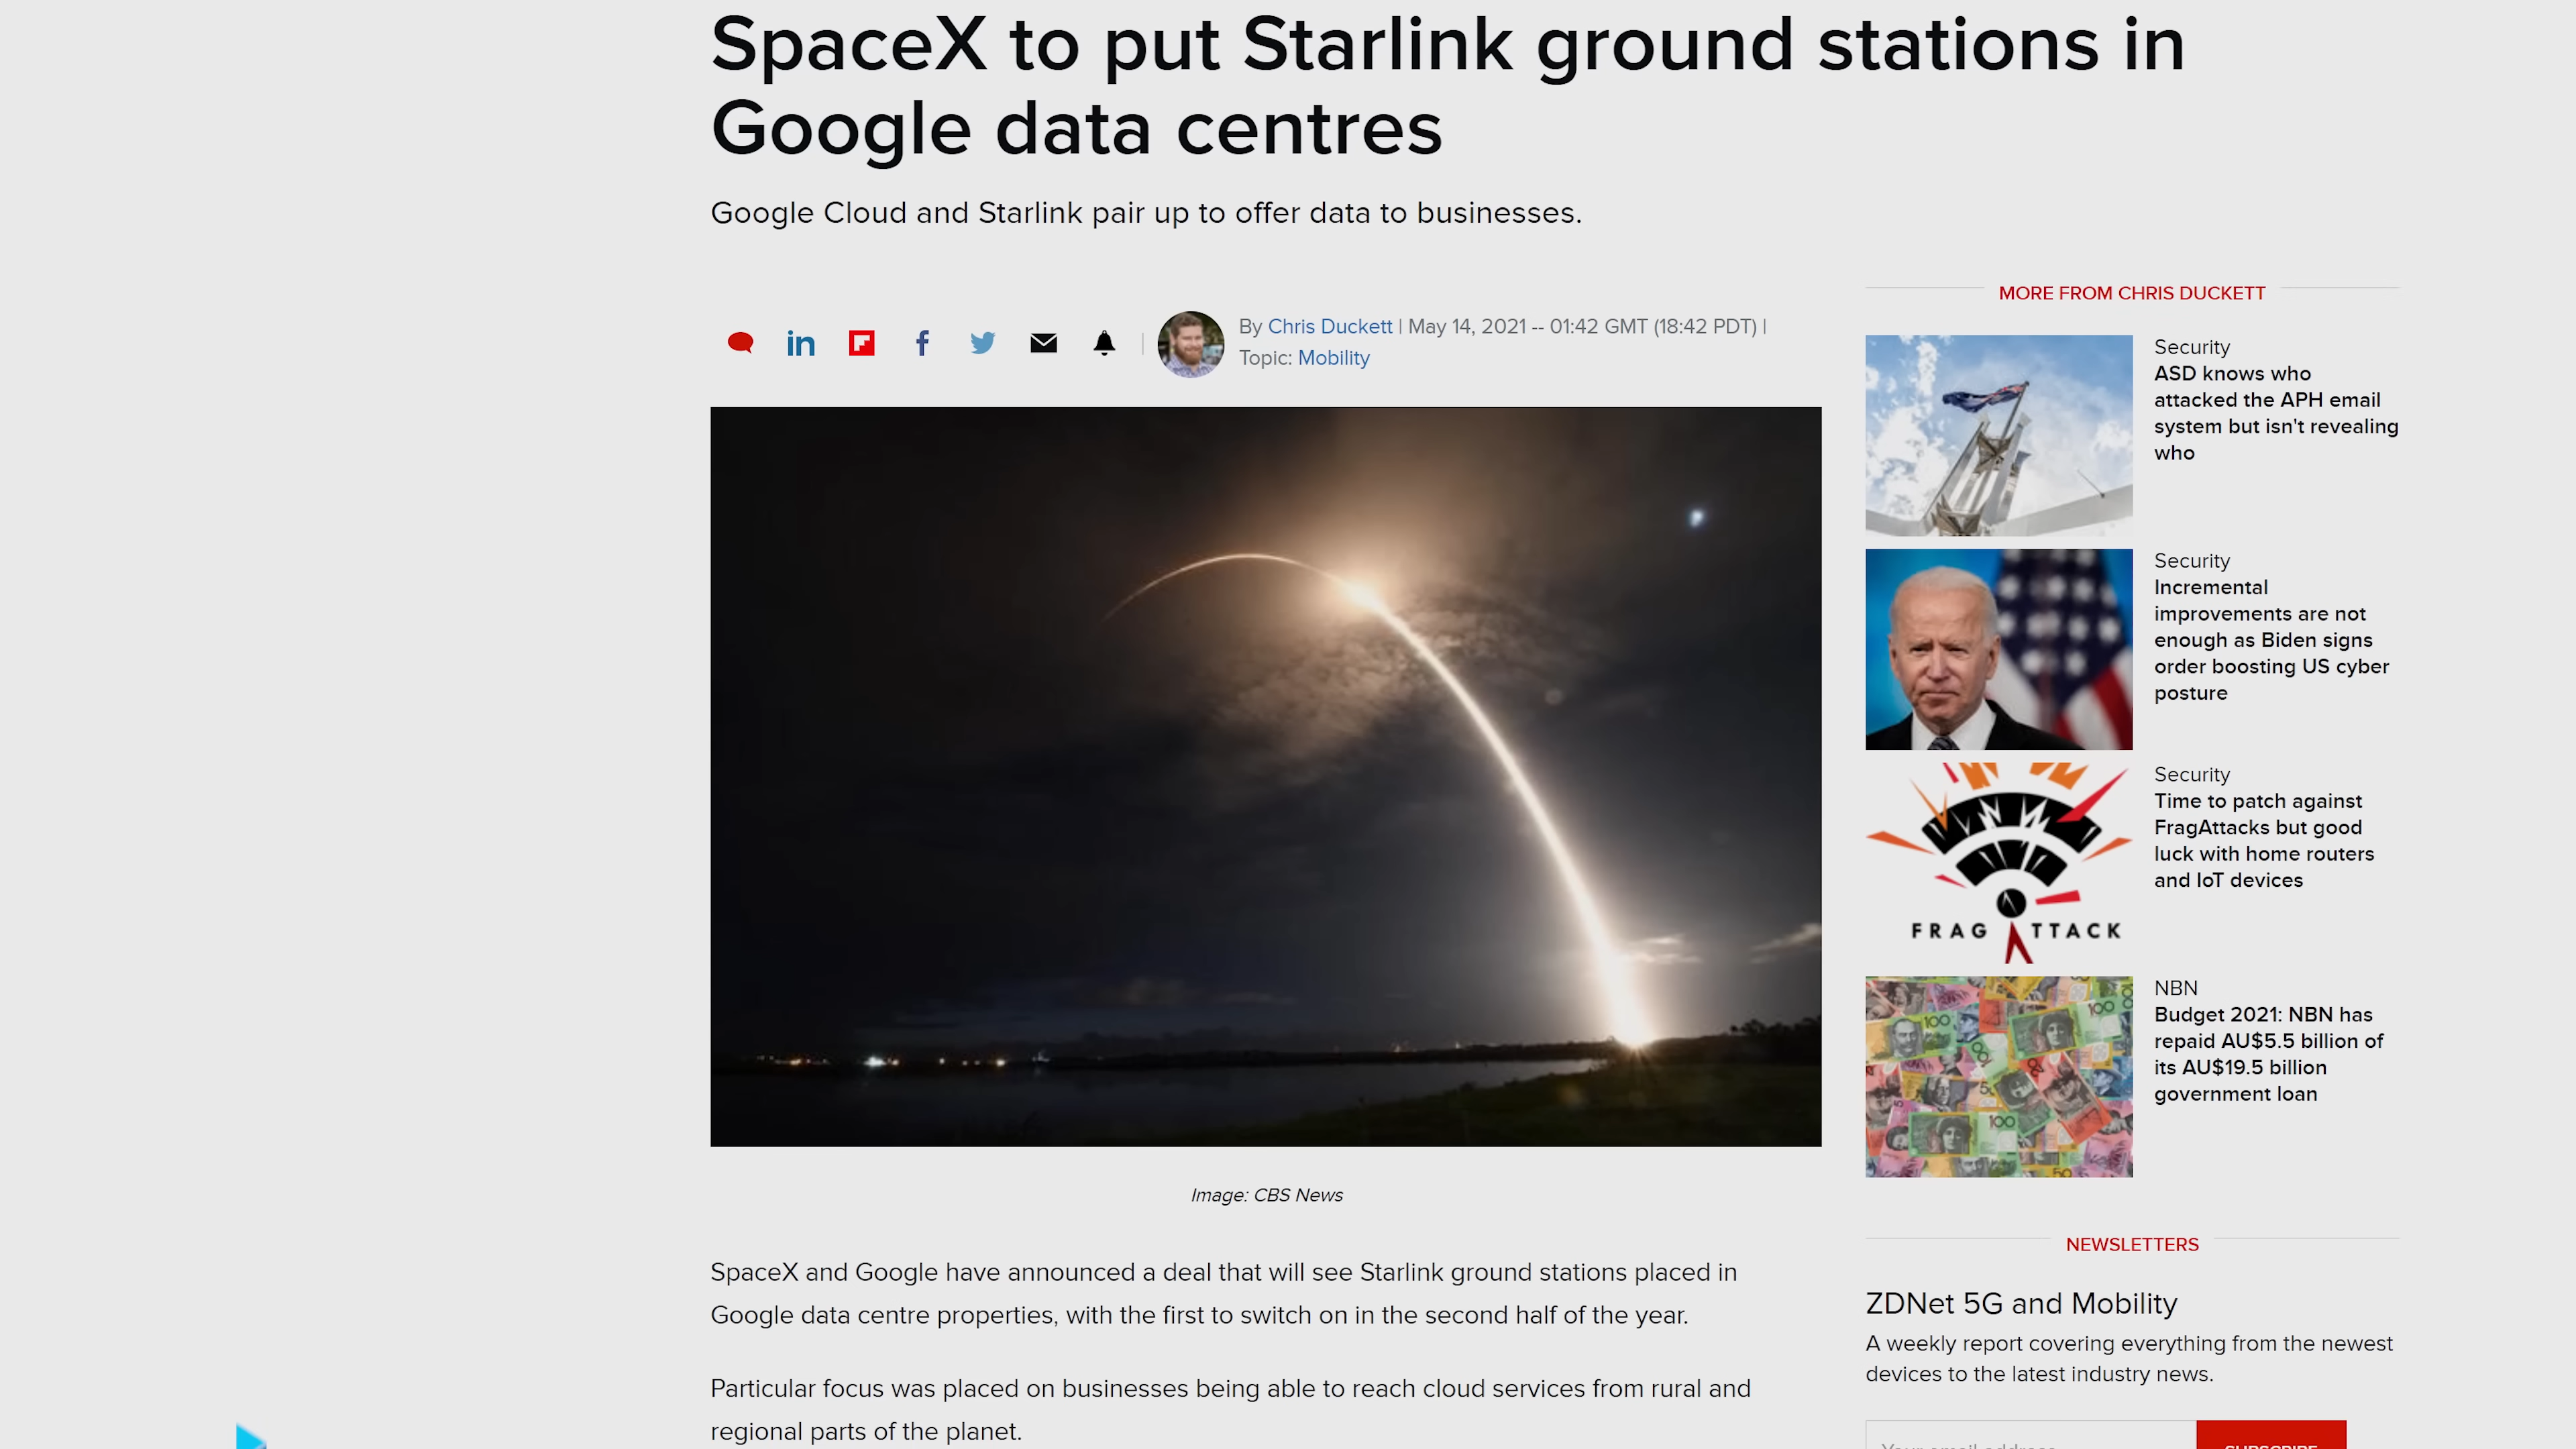 SpaceX to put Starlink ground stations in
Google data centres
Google Cloud and Starlink pair up to offer data to businesses.
By Chris Duckett | May 14, 2021 -- 01:42 GMT (18:42 PDT) |
Topic: Mobility
Image: CBS News
SpaceX and Google have announced a deal that will see Starlink ground stations placed in
Google data centre properties, with the first to switch on in the second half of the year.
Particular focus was placed on businesses being able to reach cloud services from rural and
regional parts of the planet.
MORE FROM CHRIS DUCKETT
Security
ASD knows who
attacked the APH email
system but isn't revealing
who
Security
Incremental
improvements are not
enough as Biden signs
order boosting US cyber
posture
FRAG ATTACK
Security
Time to patch against
FragAttacks but good
luck with home routers
and IoT devices
NBN
Budget 2021: NBN has
repaid AU$5.5 billion of
its AU$19.5 billion
government loan
NEWSLETTERS
ZDNet 5G and Mobility
A weekly report covering everything from the newest
devices to the latest industry news.
Your email address
SUBSCRIBE